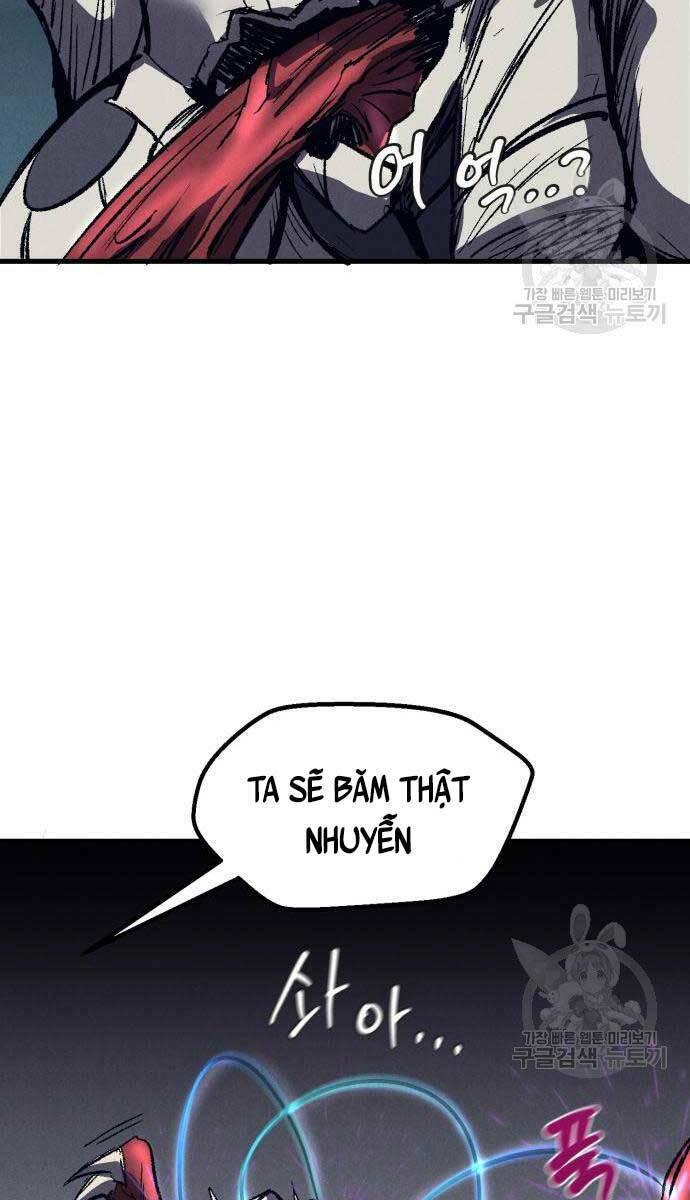 어 억...?
가장 빠른 웹툰 미리보기
구글검색 뉴토끼
TA SẼ BĂM THẬT
NHUYỄN
솨아...
가장 빠른 웹툰 미리보기
구글검색 뉴토끼
푹